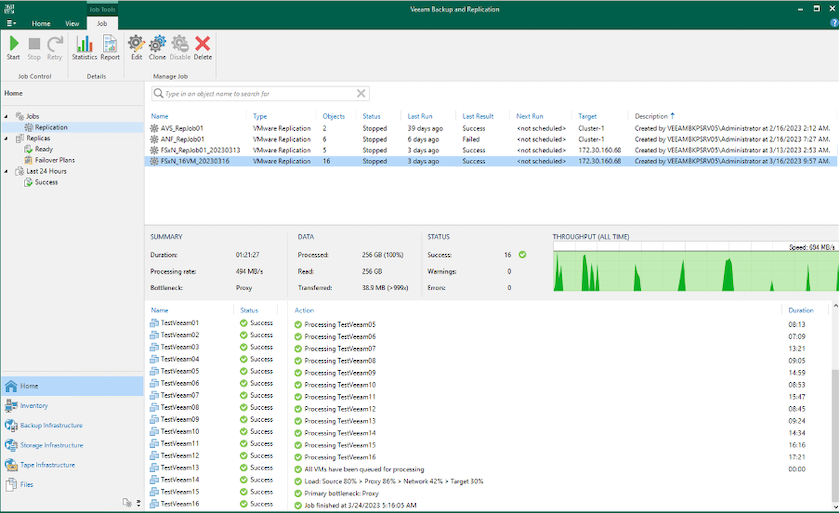 Job Tools
Veeam Backup and Replication
Home View Job
Start Stop Retry Statistics Report Edit Clone Disable Delete
Job Control Details Manage Job
Home
Type in an object name to search for
Jobs
Replication
Replicas
Ready
Failover Plans
Last 24 Hours
Success
Name Type Objects Status Last Run Last Result Next Run Target Description
AVS_RepJob01 VMware Replication 2 Stopped 39 days ago Success <not scheduled> Cluster-1 Created by VEEAMBKPSRV05\Administrator at 2/16/2023 12:12 AM.
ANF_RepJob01 VMware Replication 6 Stopped 6 days ago Failed <not scheduled> Cluster-1 Created by VEEAMBKPSRV05\Administrator at 2/16/2023 7:27 AM.
FSxN_RepJob01_20230313 VMware Replication 5 Stopped 3 days ago Success <not scheduled> 172.30.160.68 Created by VEEAMBKPSRV05\Administrator at 3/13/2023 2:53 AM.
FSxN_16VM_20230316 VMware Replication 16 Stopped 3 days ago Success <not scheduled> 172.30.160.68 Created by VEEAMBKPSRV05\Administrator at 3/16/2023 9:57 AM.
SUMMARY DATA STATUS THROUGHPUT (ALL TIME)
Speed: 694 MB/s
Duration: 01:21:27 Processed: 256 GB (100%) Success: 16
Processing rate: 494 MB/s Read: 256 GB Warnings: 0
Bottleneck: Proxy Transferred: 38.9 MB (>999x) Errors: 0
Name Status Action Duration
TestVeeam01 Success Processing TestVeeam05 08:13
TestVeeam02 Success Processing TestVeeam06 07:09
TestVeeam03 Success Processing TestVeeam07 13:21
TestVeeam04 Success Processing TestVeeam08 09:05
TestVeeam05 Success Processing TestVeeam09 14:59
TestVeeam06 Success Processing TestVeeam10 08:53
TestVeeam07 Success Processing TestVeeam11 15:47
TestVeeam08 Success Processing TestVeeam12 08:45
TestVeeam09 Success Processing TestVeeam13 09:24
TestVeeam10 Success Processing TestVeeam14 14:34
TestVeeam11 Success Processing TestVeeam15 16:16
TestVeeam12 Success Processing TestVeeam16 17:21
TestVeeam13 Success All VMs have been queued for processing 00:00
TestVeeam14 Success Load: Source 80% > Proxy 86% > Network 42% > Target 30%
TestVeeam15 Success Primary bottleneck: Proxy
TestVeeam16 Success Job finished at 3/24/2023 5:16:05 AM
Home
Inventory
Backup Infrastructure
Storage Infrastructure
Tape Infrastructure
Files